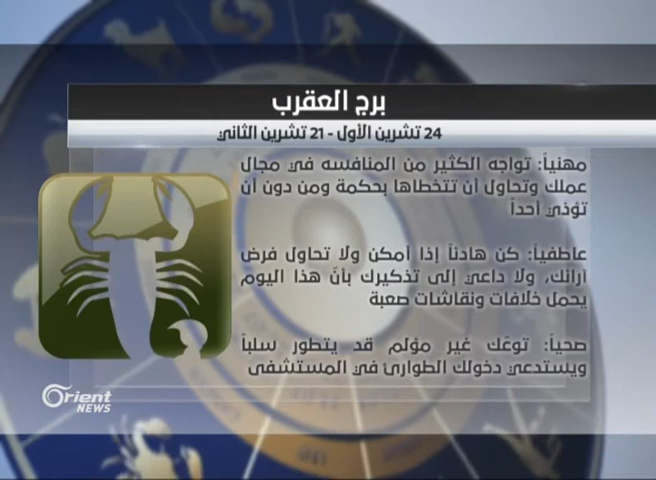 برج العقرب
24 تشرين الأول - 21 تشرين الثاني
مهنياً: تواجه الكثير من المنافسه في مجال
عملك وتحاول أن تتخطاها بحكمة ومن دون أن
تؤذي أحداً
عاطفياً: كن هادئاً إذا أمكن ولا تحاول فرض
آرائك، ولا داعي إلى تذكيرك بأنّ هذا اليوم
يحمل خلافات ونقاشات صعبة
صحياً: توعّك غير مؤلم قد يتطور سلباً
ويستدعي دخولك الطوارئ في المستشفى
Orient
NEWS